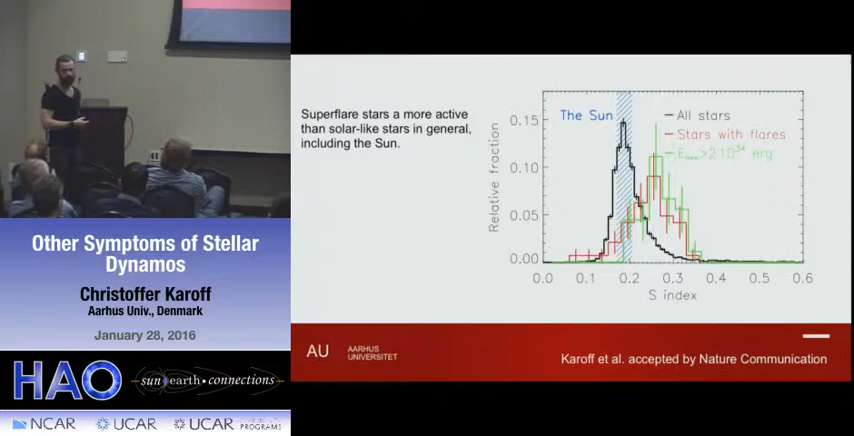 Other Symptoms of Stellar
Dynamos
Christoffer Karoff
Aarhus Univ., Denmark
January 28, 2016
HAO
sun earth • connections
NCAR
UCAR
UCAR
PROGRAMS
Superflare stars a more active
than solar-like stars in general,
including the Sun.
The Sun
All stars
Stars with flares
E >2·10³⁴ erg
Relative fraction
0.15
0.10
0.05
0.00
0.0 0.1 0.2 0.3 0.4 0.5 0.6
S index
AU
AARHUS
UNIVERSITET
Karoff et al. accepted by Nature Communication